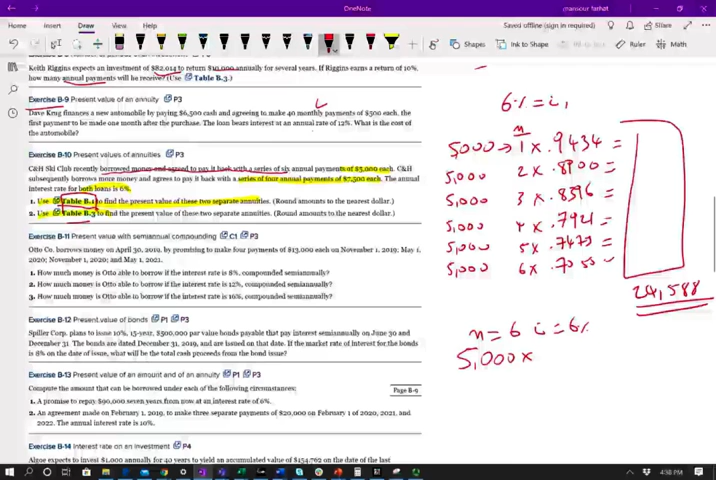 OneNote
mansour farhat
Home
Insert
Draw
View
Help
Saved offline (sign in required)
Share
Shapes
Ink to Shape
Ruler
Math
Keith Riggins expects an investment of $82,014 to return $10,000 annually for several years. If Riggins earns a return of 10%,
how many annual payments will he receive? (Use Table B.3.)
Exercise B-9 Present value of an annuity P3
Dave Krug finances a new automobile by paying $6,500 cash and agreeing to make 40 monthly payments of $500 each, the
first payment to be made one month after the purchase. The loan bears interest at an annual rate of 12%. What is the cost of
the automobile?
Exercise B-10 Present values of annuities P3
C&H Ski Club recently borrowed money and agreed to pay it back with a series of six annual payments of $5,000 each. C&H
subsequently borrows more money and agrees to pay it back with a series of four annual payments of $7,500 each. The annual
interest rate for both loans is 6%.
1. Use Table B.1 to find the present value of these two separate annuities. (Round amounts to the nearest dollar.)
2. Use Table B.3 to find the present value of these two separate annuities. (Round amounts to the nearest dollar.)
Exercise B-11 Present value with semiannual compounding C1 P3
Otto Co. borrows money on April 30, 2019, by promising to make four payments of $13,000 each on November 1, 2019; May 1,
2020; November 1, 2020; and May 1, 2021.
1. How much money is Otto able to borrow if the interest rate is 8%, compounded semiannually?
2. How much money is Otto able to borrow if the interest rate is 12%, compounded semiannually?
3. How much money is Otto able to borrow if the interest rate is 16%, compounded semiannually?
Exercise B-12 Present value of bonds P1 P3
Spiller Corp. plans to issue 10%, 15-year, $500,000 par value bonds payable that pay interest semiannually on June 30 and
December 31. The bonds are dated December 31, 2019, and are issued on that date. If the market rate of interest for the bonds
is 8% on the date of issue, what will be the total cash proceeds from the bond issue?
Exercise B-13 Present value of an amount and of an annuity P1 P3
Compute the amount that can be borrowed under each of the following circumstances:
Page B-9
1. A promise to repay $90,000 seven years from now at an interest rate of 6%.
2. An agreement made on February 1, 2019, to make three separate payments of $20,000 on February 1 of 2020, 2021, and
2022. The annual interest rate is 10%.
Exercise B-14 Interest rate on an investment P4
Algoe expects to invest $1,000 annually for 40 years to yield an accumulated value of $154,762 on the date of the last
6% = i,
n
5,000 → 1 x .9434 =
5,000 2 x .8900 =
5,000 3 x .8396 =
5,000 4 x .7921 =
5,000 5 x .7473 =
5,000 6 x .7050 =
24,588
n = 6 i = 6%
5,000 x
4:38 PM